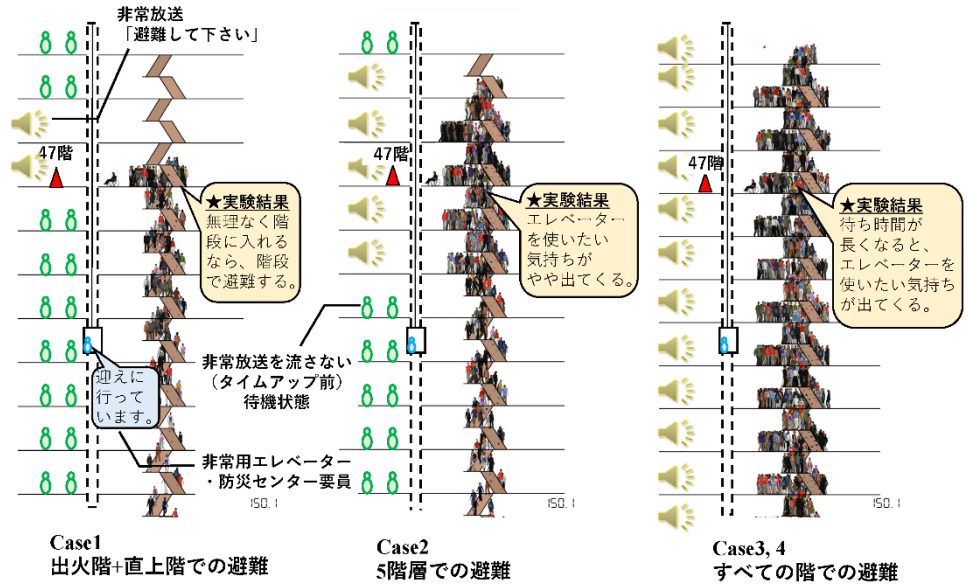 非常放送
「避難して下さい」
47階
★実験結果
無理なく階
段に入れる
なら、階段
で避難する。
迎えに
行って
います。
非常用エレベーター
・防災センター要員
150.1
Case1
出火階+直上階での避難
47階
★実験結果
エレベーター
を使いたい
気持ちが
やや出てくる。
非常放送を流さない
（タイムアップ前）
待機状態
150.1
Case2
5階層での避難
47階
★実験結果
待ち時間が
長くなると、
エレベーターを
使いたい気持ち
が出てくる。
150.1
Case3, 4
すべての階での避難